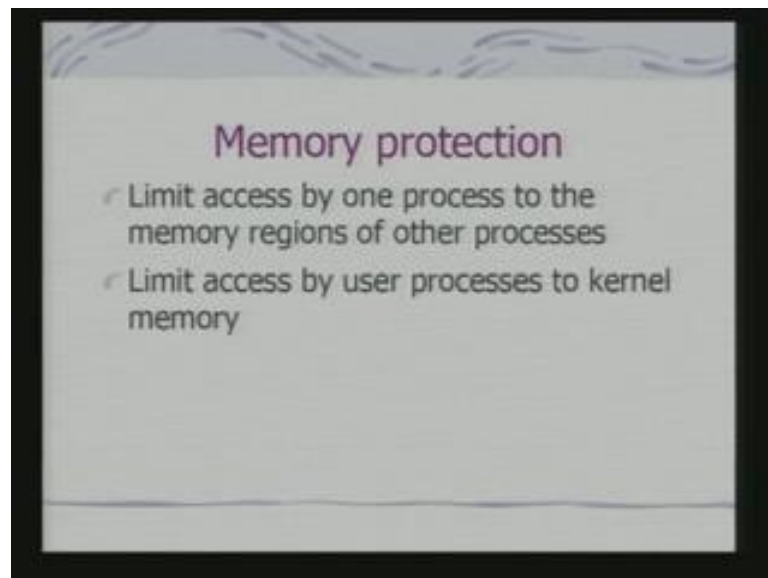 Memory protection
Limit access by one process to the
memory regions of other processes
Limit access by user processes to kernel
memory